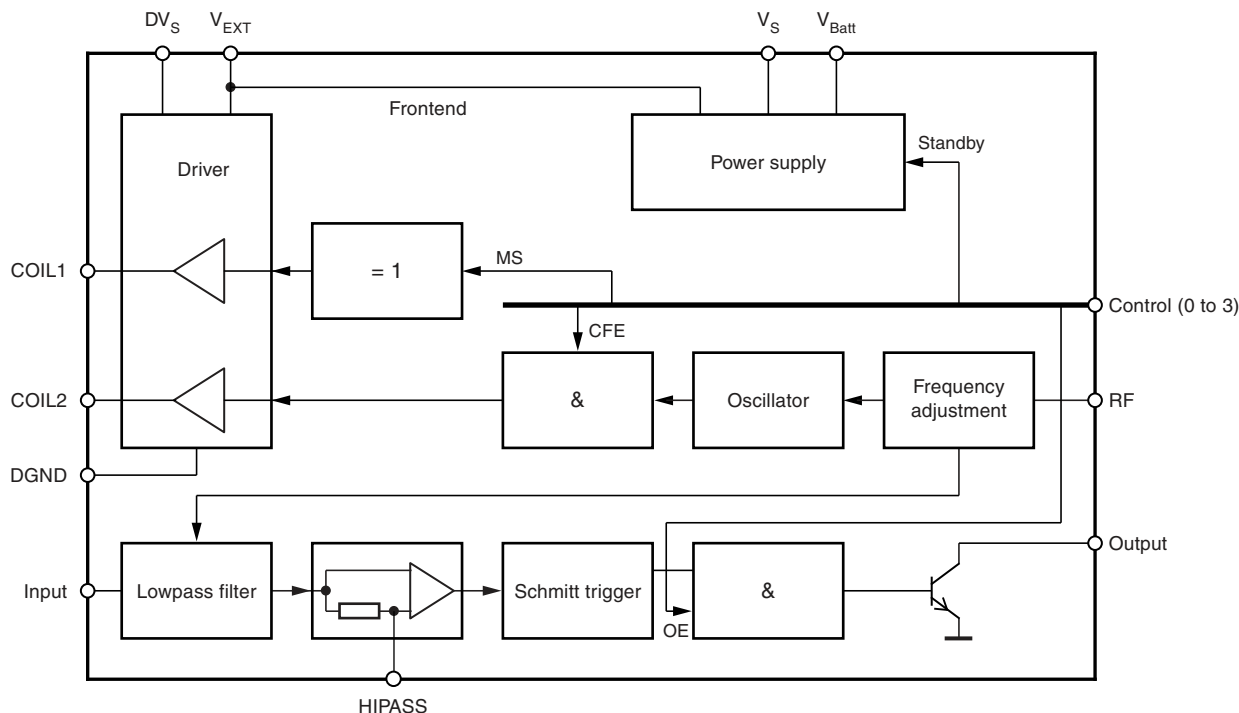 DVS VEXT VS VBatt
Frontend
Driver
Power supply
Standby
COIL1
= 1
MS
Control (0 to 3)
CFE
COIL2
&
Oscillator
Frequency
adjustment
RF
DGND
Output
Input
Lowpass filter
Schmitt trigger
&
OE
HIPASS